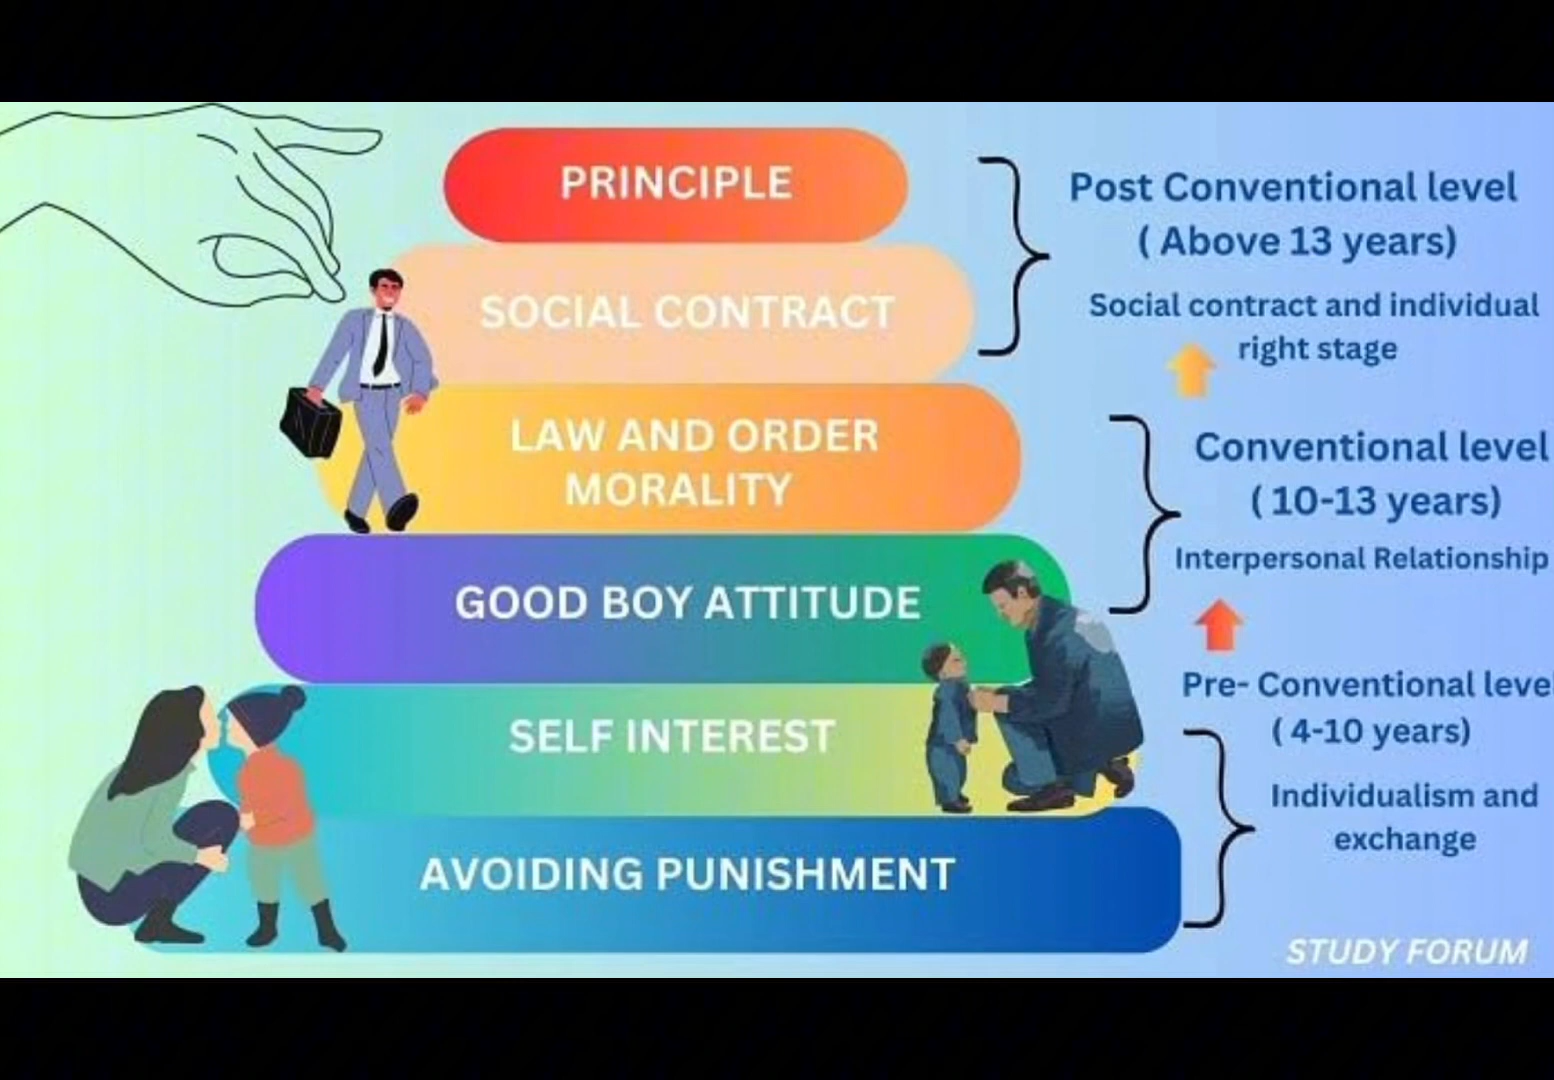 PRINCIPLE
SOCIAL CONTRACT
LAW AND ORDER
MORALITY
GOOD BOY ATTITUDE
SELF INTEREST
AVOIDING PUNISHMENT
Post Conventional level
( Above 13 years)
Social contract and individual
right stage
Conventional level
( 10-13 years)
Interpersonal Relationship
Pre- Conventional level
( 4-10 years)
Individualism and
exchange
STUDY FORUM